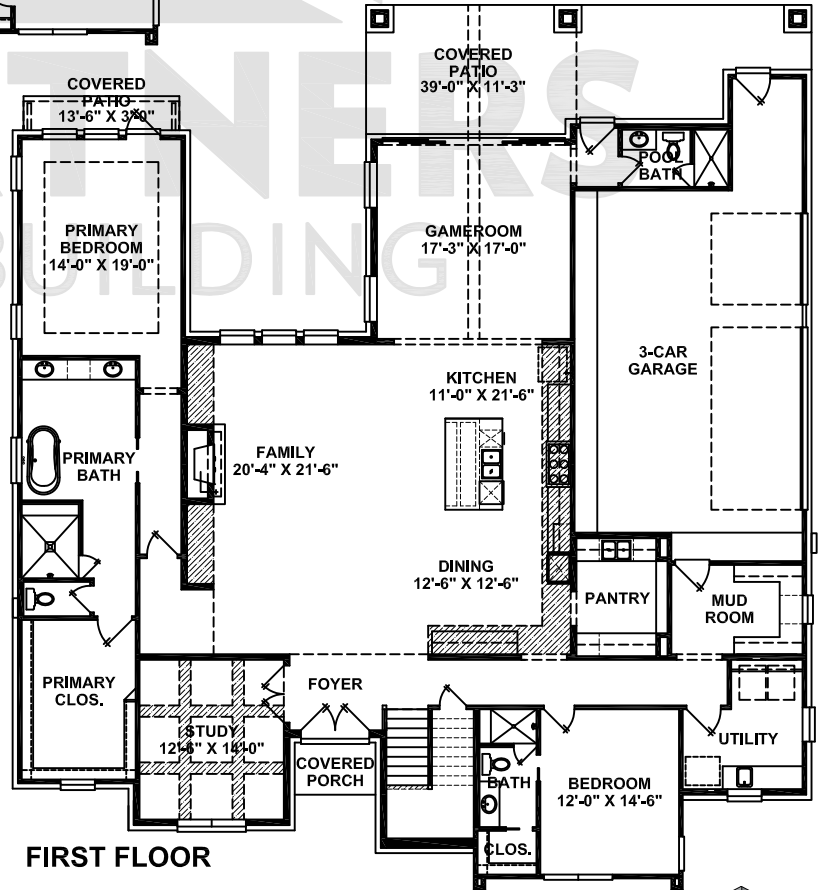 TNERS
BUILDING
COVERED
PATIO
39'-0" X 11'-3"
COVERED
PATIO
13'-6" X 3'-0"
POOL
BATH
PRIMARY
BEDROOM
14'-0" X 19'-0"
GAMEROOM
17'-3" X 17'-0"
3-CAR
GARAGE
KITCHEN
11'-0" X 21'-6"
FAMILY
20'-4" X 21'-6"
PRIMARY
BATH
DINING
12'-6" X 12'-6"
PANTRY
MUD
ROOM
PRIMARY
CLOS.
FOYER
STUDY
12'-6" X 14'-0"
COVERED
PORCH
UTILITY
BATH
BEDROOM
12'-0" X 14'-6"
CLOS.
FIRST FLOOR